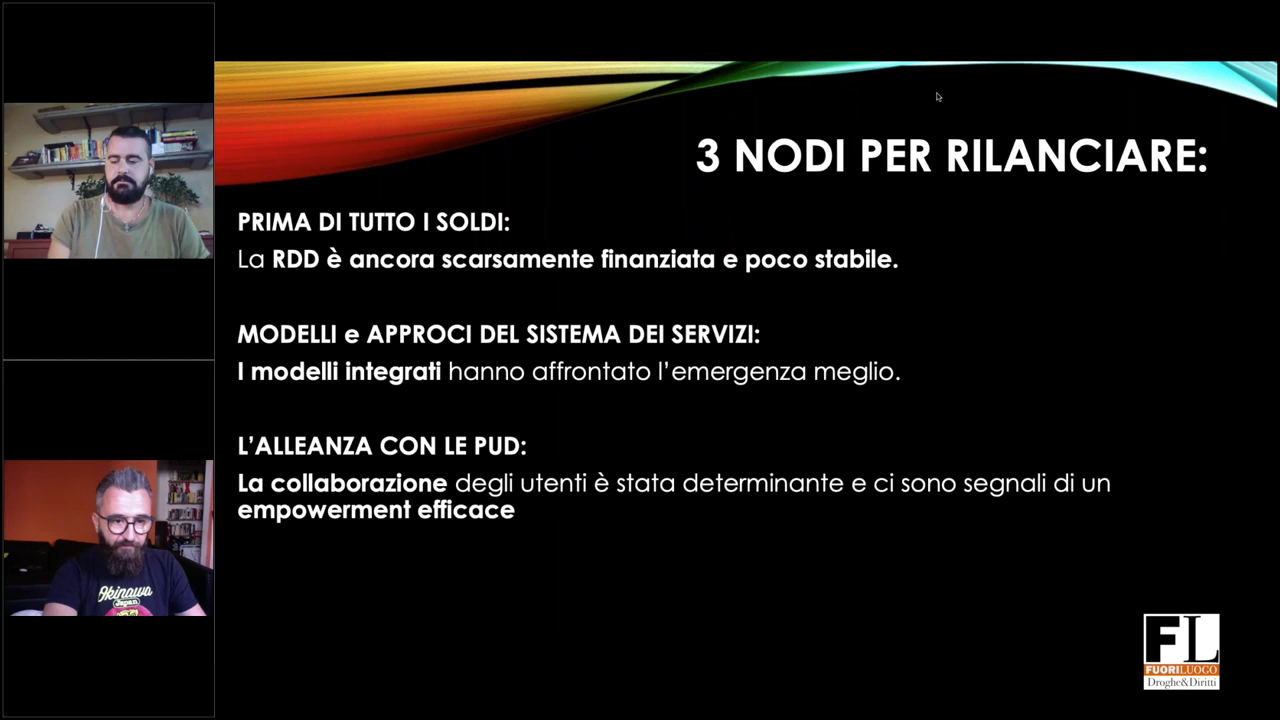 3 NODI PER RILANCIARE:
PRIMA DI TUTTO I SOLDI:
La RDD è ancora scarsamente finanziata e poco stabile.
MODELLI e APPROCI DEL SISTEMA DEI SERVIZI:
I modelli integrati hanno affrontato l’emergenza meglio.
L’ALLEANZA CON LE PUD:
La collaborazione degli utenti è stata determinante e ci sono segnali di un
empowerment efficace
Okinawa
Japan
FL
FUORILUOGO
Droghe&Diritti